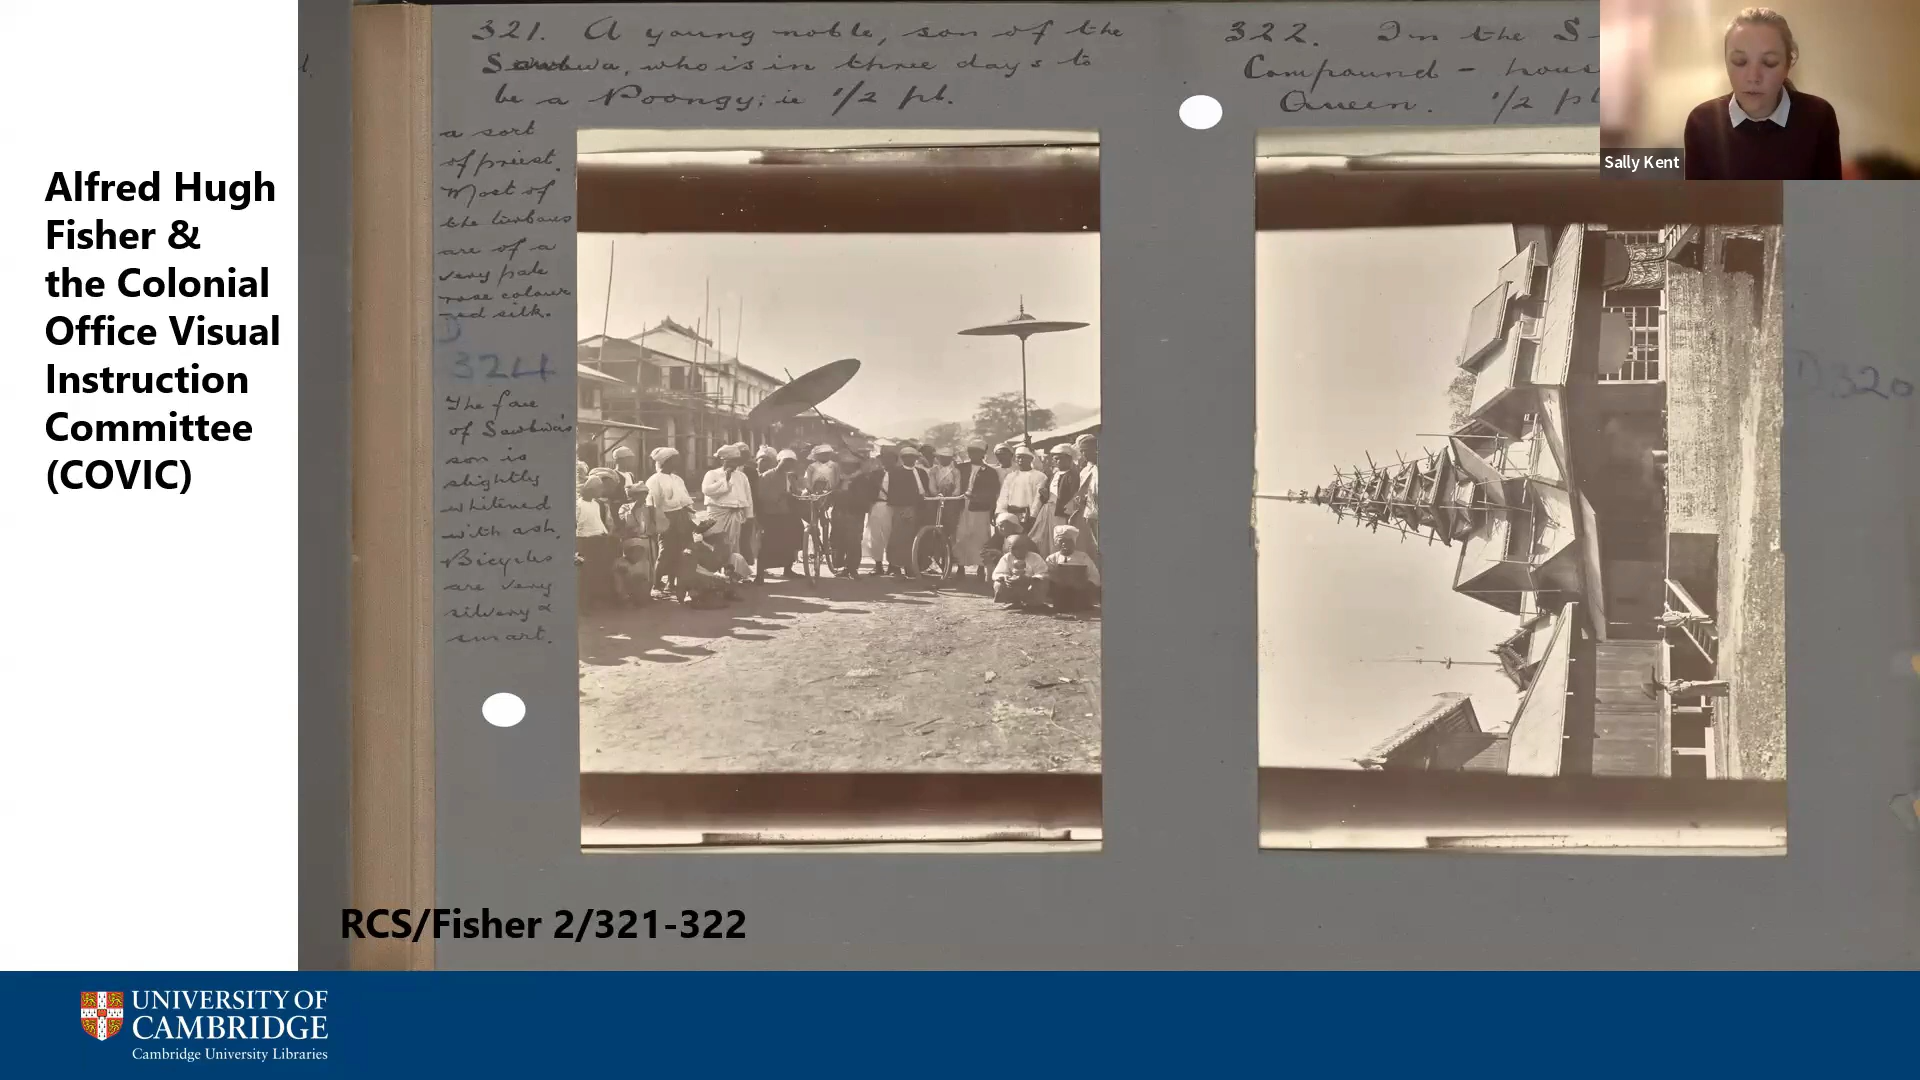 Alfred Hugh
Fisher &
the Colonial
Office Visual
Instruction
Committee
(COVIC)
321. A young noble, son of the
Sawbwa, who is in three days to
be a Poongy; ie 1/2 pl.
a sort
of priest.
Most of
the turbans
are of a
very pale
rose colour
red silk.
D
324
The face
of Sawbwa's
son is
slightly
whitened
with ash.
Bicycles
are very
silvery &
smart.
322. In the S
Compound - hous
Queen. 1/2 pl
D320
Sally Kent
RCS/Fisher 2/321-322
UNIVERSITY OF
CAMBRIDGE
Cambridge University Libraries